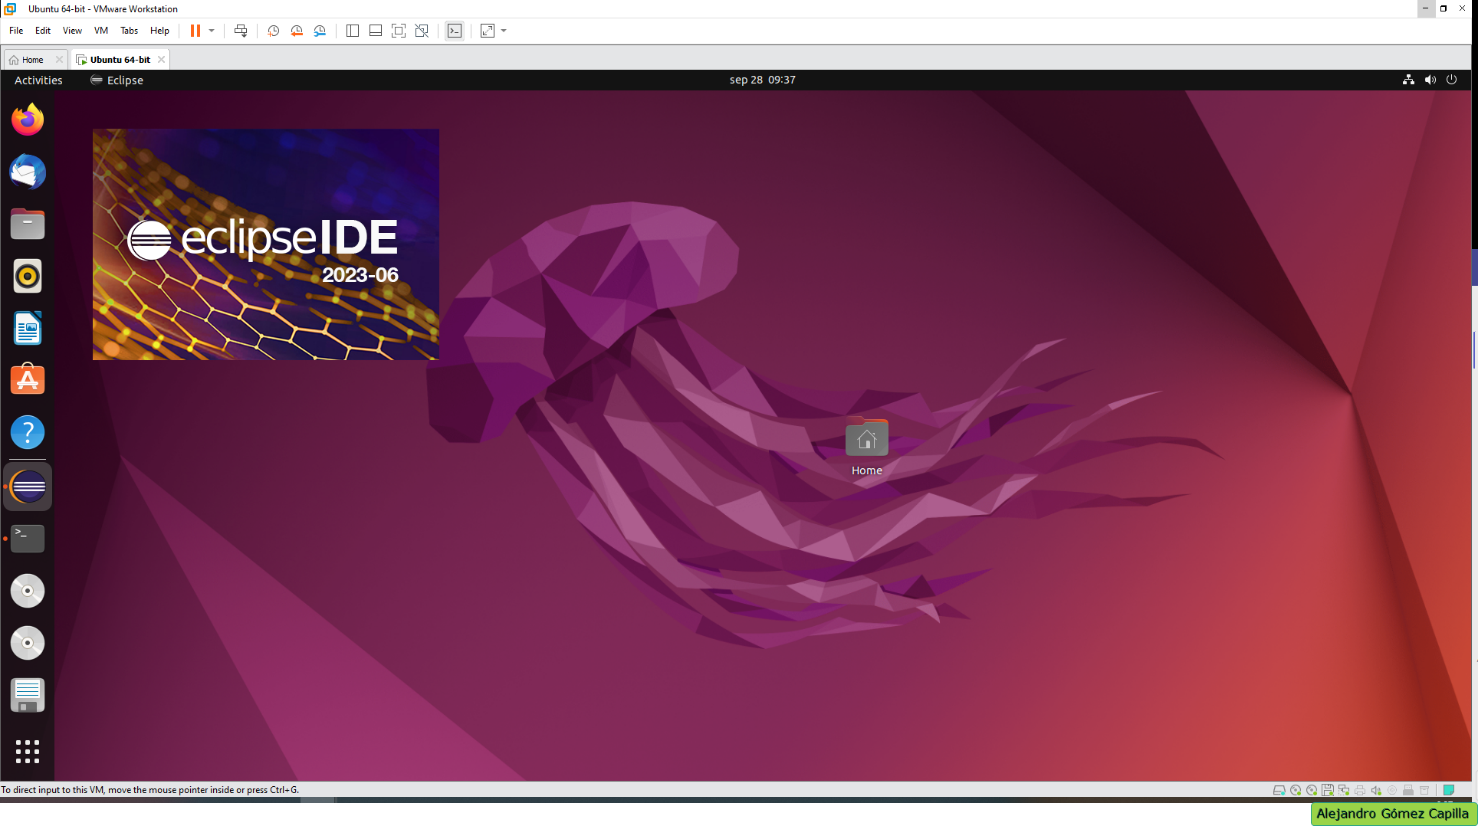 Ubuntu 64-bit - VMware Workstation
File Edit View VM Tabs Help
Home Ubuntu 64-bit
Activities Eclipse sep 28 09:37
eclipseIDE
2023-06
Home
To direct input to this VM, move the mouse pointer inside or press Ctrl+G.
Alejandro Gómez Capilla